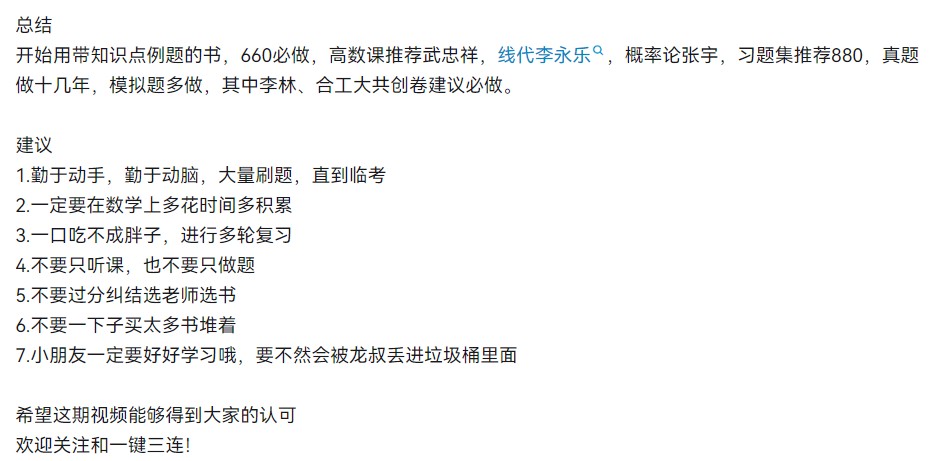 总结
开始用带知识点例题的书，660必做，高数课推荐武忠祥，线代李永乐，概率论张宇，习题集推荐880，真题
做十几年，模拟题多做，其中李林、合工大共创卷建议必做。
建议
1.勤于动手，勤于动脑，大量刷题，直到临考
2.一定要在数学上多花时间多积累
3.一口吃不成胖子，进行多轮复习
4.不要只听课，也不要只做题
5.不要过分纠结选老师选书
6.不要一下子买太多书堆着
7.小朋友一定要好好学习哦，要不然会被龙叔丢进垃圾桶里面
希望这期视频能够得到大家的认可
欢迎关注和一键三连!